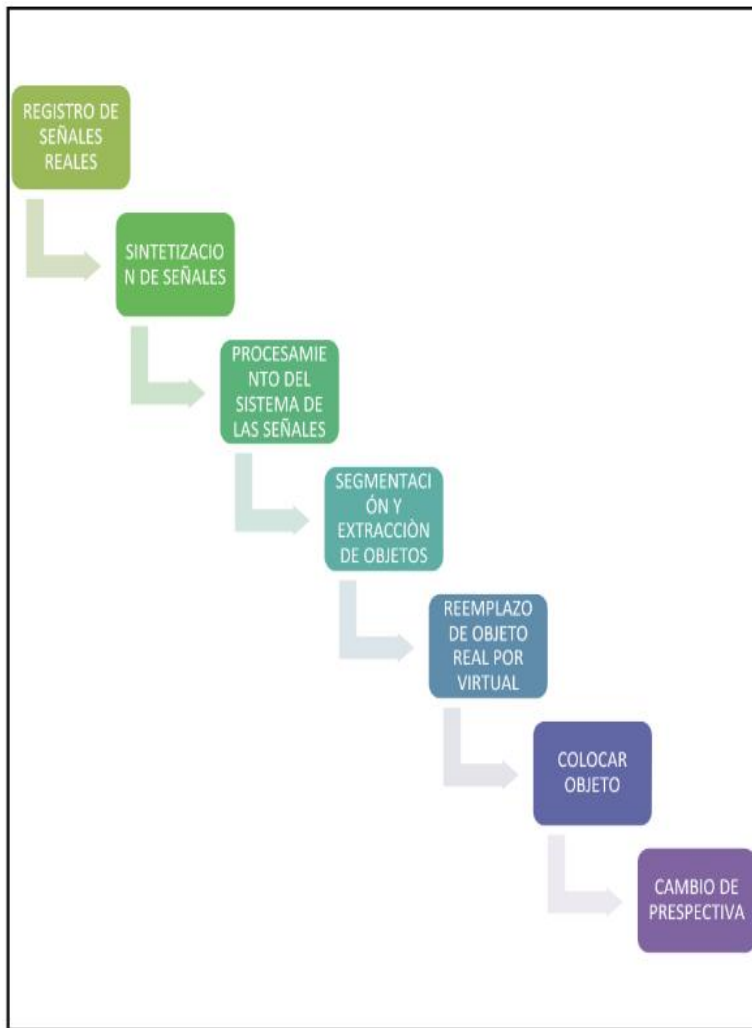 REGISTRO DE
SEÑALES
REALES
SINTETIZACIO
N DE SEÑALES
PROCESAMIE
NTO DEL
SISTEMA DE
LAS SEÑALES
SEGMENTACI
ÓN Y
EXTRACCIÒN
DE OBJETOS
REEMPLAZO
DE OBJETO
REAL POR
VIRTUAL
COLOCAR
OBJETO
CAMBIO DE
PRESPECTIVA